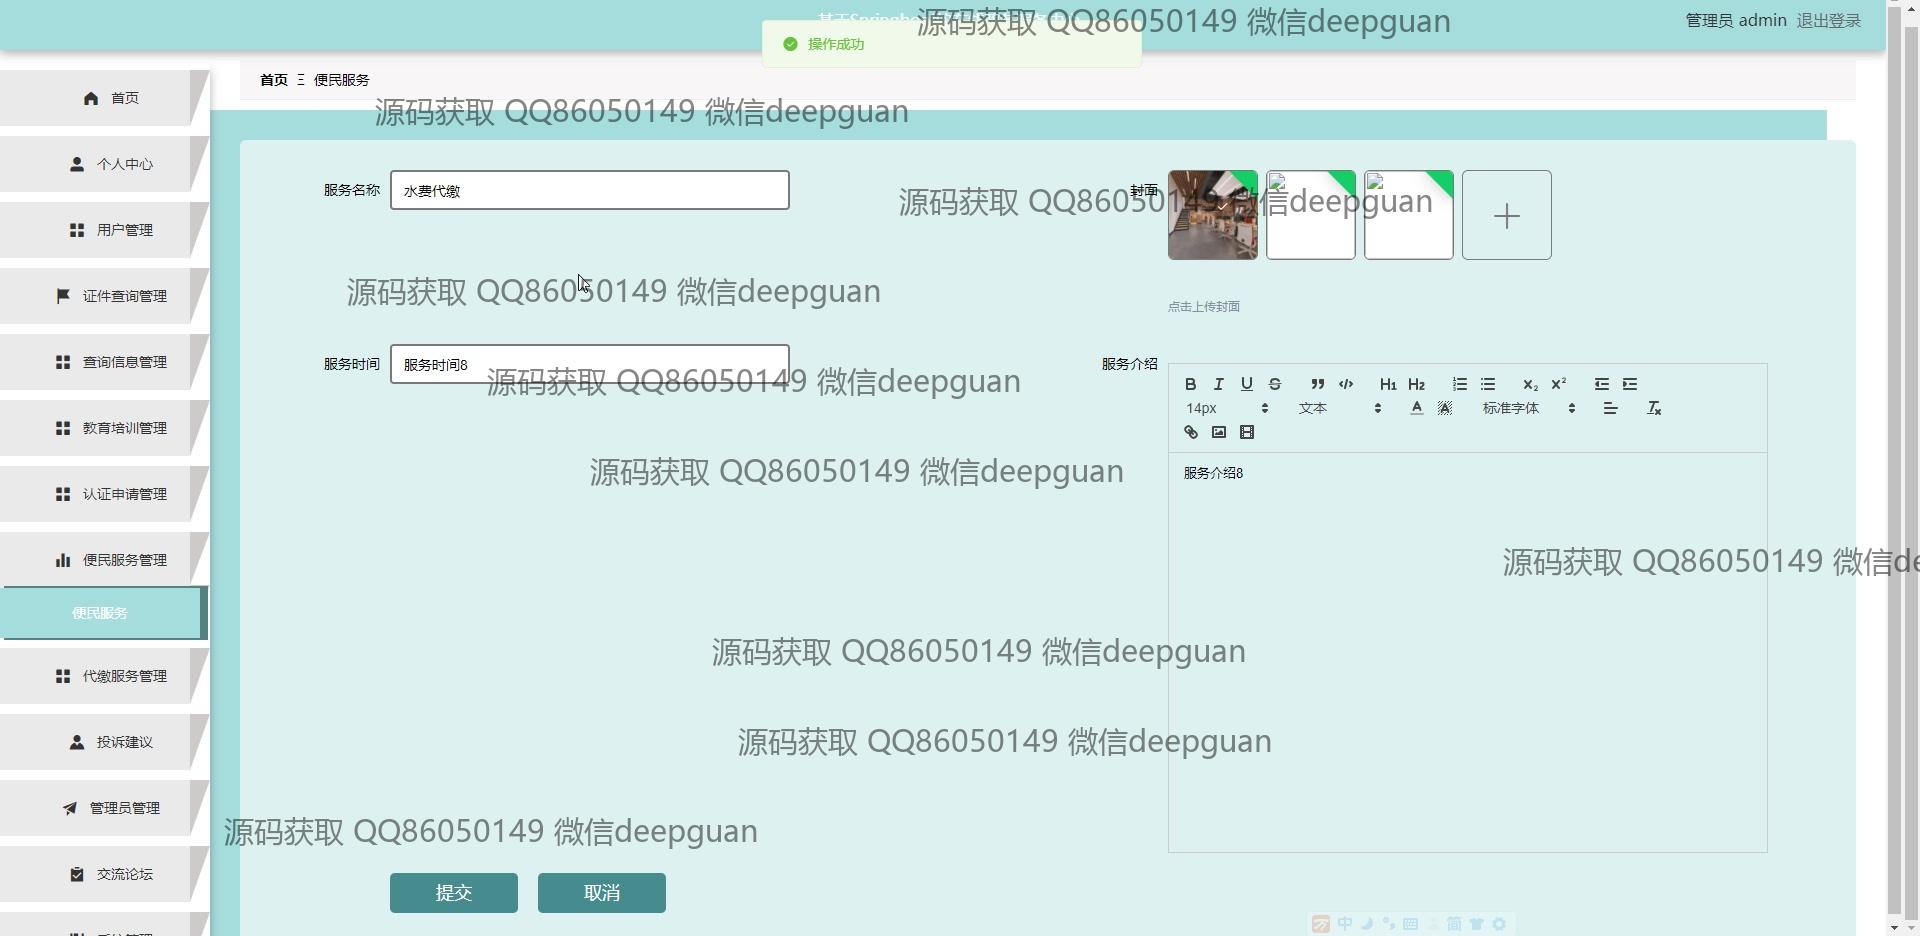 源码获取 QQ86050149 微信deepguan
管理员 admin 退出登录
操作成功
首页
首页 Ξ 便民服务
源码获取 QQ86050149 微信deepguan
个人中心
服务名称
水费代缴
封面
源码获取 QQ86050149 微信deepguan
用户管理
源码获取 QQ86050149 微信deepguan
证件查询管理
点击上传封面
查询信息管理
服务时间
服务时间8
服务介绍
源码获取 QQ86050149 微信deepguan
B I U S H1 H2 x₂ x²
14px 文本 A A 标准字体 Tx
教育培训管理
源码获取 QQ86050149 微信deepguan
服务介绍8
认证申请管理
便民服务管理
源码获取 QQ86050149 微信de
便民服务
源码获取 QQ86050149 微信deepguan
代缴服务管理
投诉建议
源码获取 QQ86050149 微信deepguan
管理员管理
源码获取 QQ86050149 微信deepguan
交流论坛
提交
取消
中 简